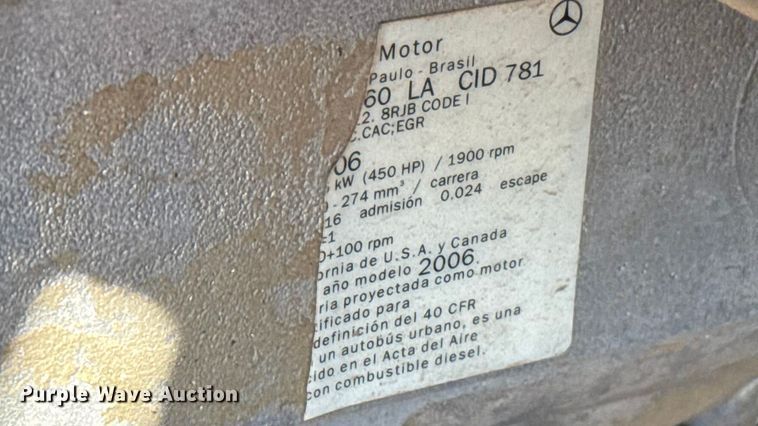 Motor
Paulo - Brasil
60 LA CID 781
2. 8RJB CODE I
C.CAC;EGR
06
kW (450 HP) / 1900 rpm
- 274 mm³ / carrera
16 admisión 0.024 escape
=1
0+100 rpm
ornia de U.S.A. y Canada
año modelo 2006.
ria proyectada como motor
tificado para
definición del 40 CFR
un autobús urbano, es una
cido en el Acta del Aire
con combustible diesel.
Purple Wave Auction